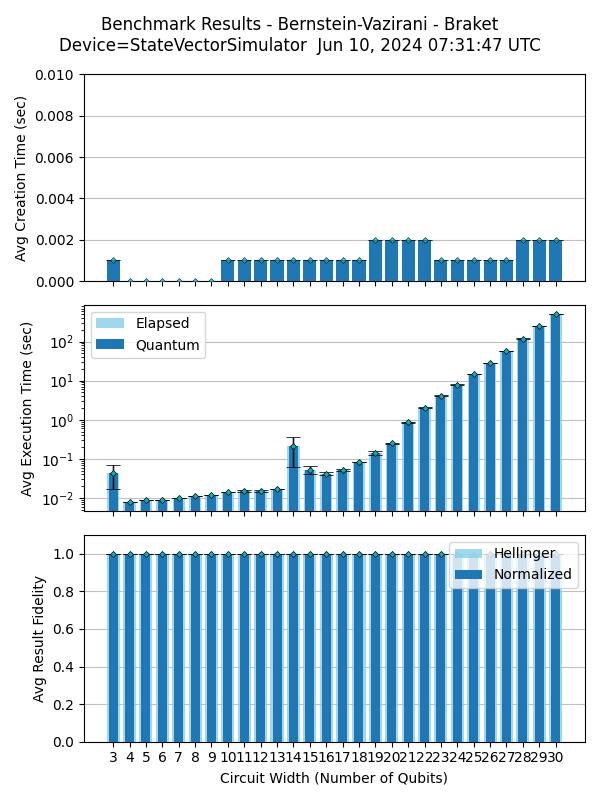 Benchmark Results - Bernstein-Vazirani - Braket
Device=StateVectorSimulator  Jun 10, 2024 07:31:47 UTC
Avg Creation Time (sec)
0.010
0.008
0.006
0.004
0.002
0.000
Avg Execution Time (sec)
10²
10¹
10⁰
10⁻¹
10⁻²
Elapsed
Quantum
Avg Result Fidelity
1.0
0.8
0.6
0.4
0.2
0.0
Hellinger
Normalized
3 4 5 6 7 8 9 10 11 12 13 14 15 16 17 18 19 20 21 22 23 24 25 26 27 28 29 30
Circuit Width (Number of Qubits)